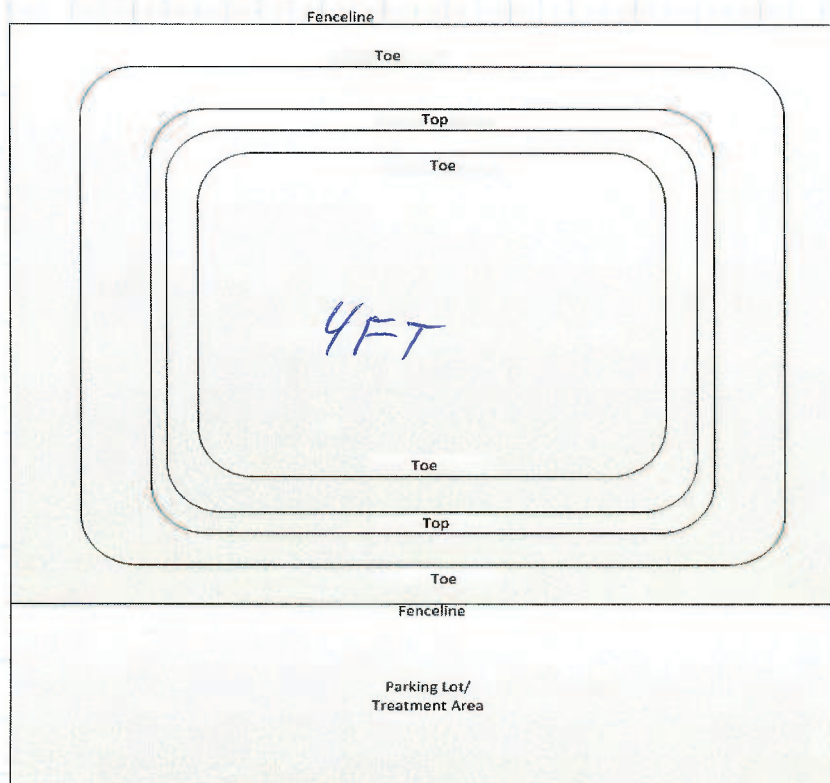 Fenceline
Toe
Top
Toe
4FT
Toe
Top
Toe
Fenceline
Parking Lot/
Treatment Area